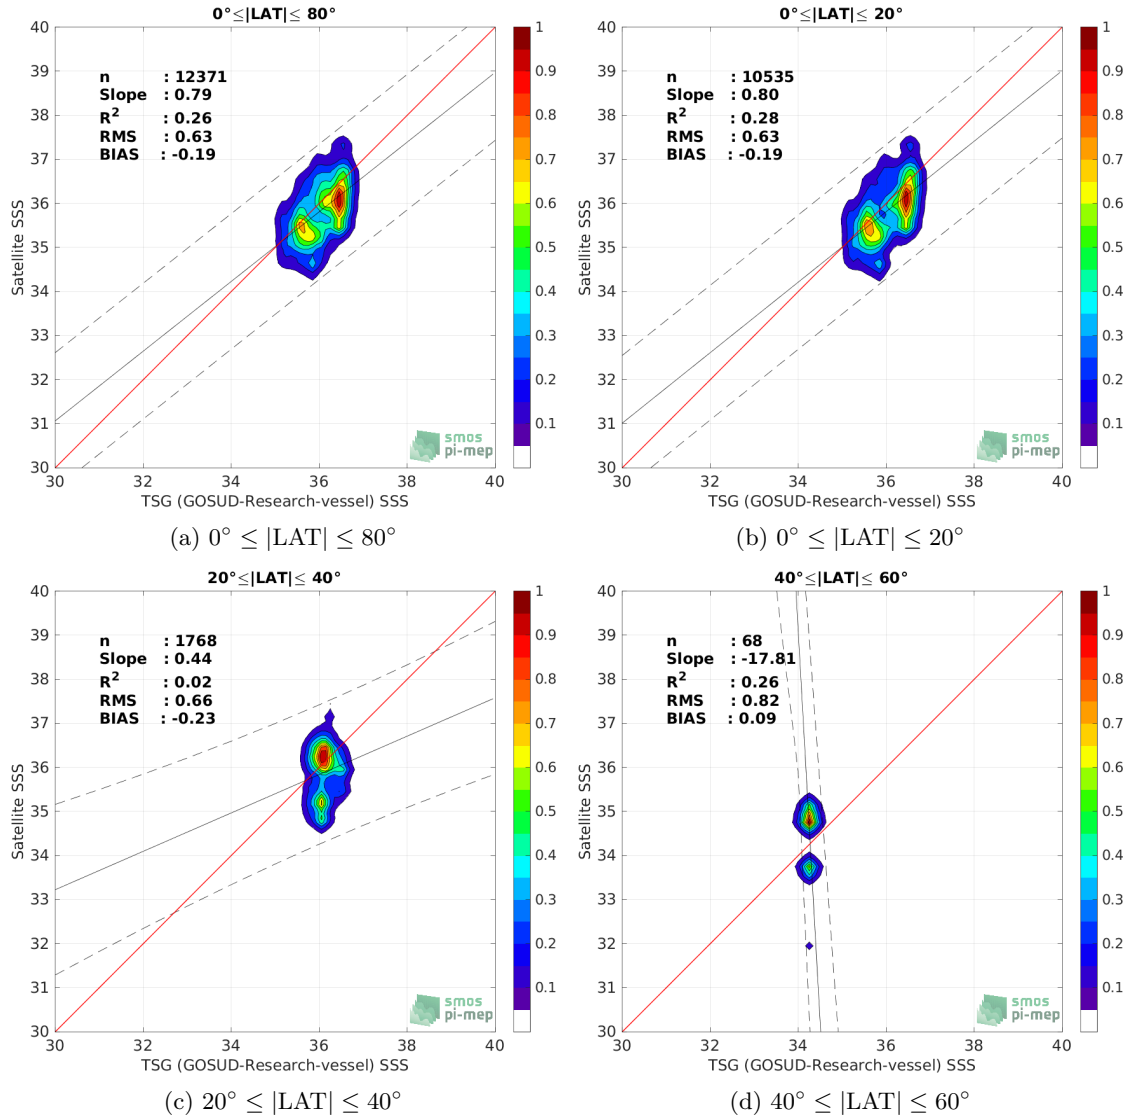 0°≤|LAT|≤ 80°
n : 12371
Slope : 0.79
R² : 0.26
RMS : 0.63
BIAS : -0.19
Satellite SSS
40
39
38
37
36
35
34
33
32
31
30
30 32 34 36 38 40
TSG (GOSUD-Research-vessel) SSS
smos
pi-mep
1
0.9
0.8
0.7
0.6
0.5
0.4
0.3
0.2
0.1
(a) 0° ≤ |LAT| ≤ 80°
0°≤|LAT|≤ 20°
n : 10535
Slope : 0.80
R² : 0.28
RMS : 0.63
BIAS : -0.19
Satellite SSS
40
39
38
37
36
35
34
33
32
31
30
30 32 34 36 38 40
TSG (GOSUD-Research-vessel) SSS
smos
pi-mep
1
0.9
0.8
0.7
0.6
0.5
0.4
0.3
0.2
0.1
(b) 0° ≤ |LAT| ≤ 20°
20°≤|LAT|≤ 40°
n : 1768
Slope : 0.44
R² : 0.02
RMS : 0.66
BIAS : -0.23
Satellite SSS
40
39
38
37
36
35
34
33
32
31
30
30 32 34 36 38 40
TSG (GOSUD-Research-vessel) SSS
smos
pi-mep
1
0.9
0.8
0.7
0.6
0.5
0.4
0.3
0.2
0.1
(c) 20° ≤ |LAT| ≤ 40°
40°≤|LAT|≤ 60°
n : 68
Slope : -17.81
R² : 0.26
RMS : 0.82
BIAS : 0.09
Satellite SSS
40
39
38
37
36
35
34
33
32
31
30
30 32 34 36 38 40
TSG (GOSUD-Research-vessel) SSS
smos
pi-mep
1
0.9
0.8
0.7
0.6
0.5
0.4
0.3
0.2
0.1
(d) 40° ≤ |LAT| ≤ 60°